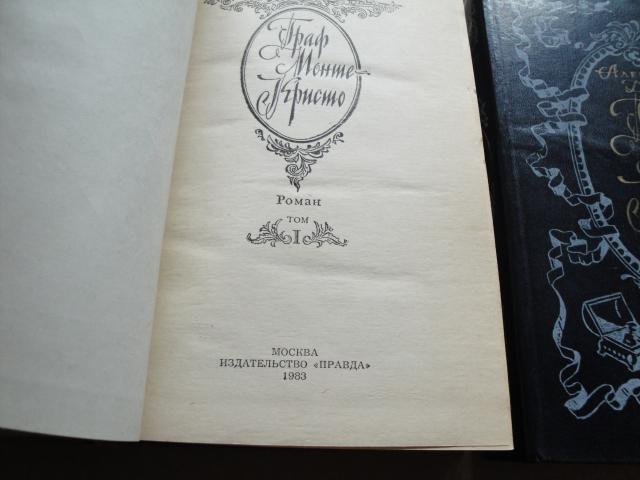 Граф
Монте-
Кристо
Роман
том
I
МОСКВА
ИЗДАТЕЛЬСТВО «ПРАВДА»
1983